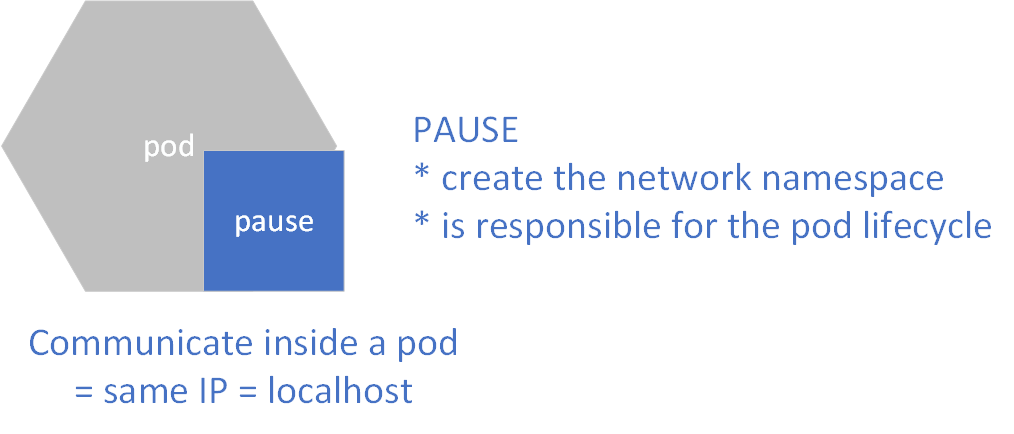 pod
pause
PAUSE
* create the network namespace
* is responsible for the pod lifecycle
Communicate inside a pod
= same IP = localhost